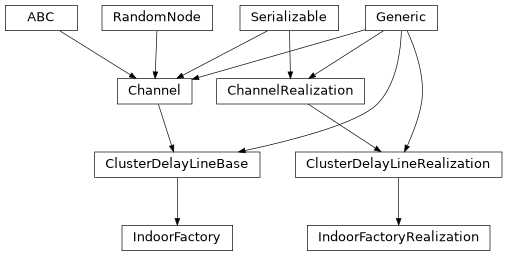 ABC
RandomNode
Serializable
Generic
Channel
ChannelRealization
ClusterDelayLineBase
ClusterDelayLineRealization
IndoorFactory
IndoorFactoryRealization